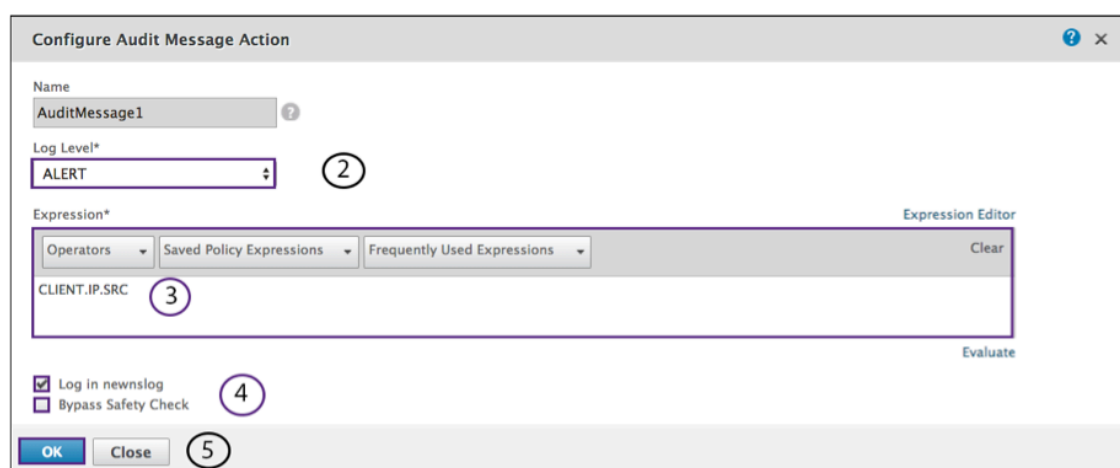 Configure Audit Message Action ? ×
Name
AuditMessage1 ?
Log Level*
ALERT 2
Expression* Expression Editor
Operators Saved Policy Expressions Frequently Used Expressions Clear
CLIENT.IP.SRC 3
Evaluate
Log in newnslog
Bypass Safety Check 4
OK Close 5